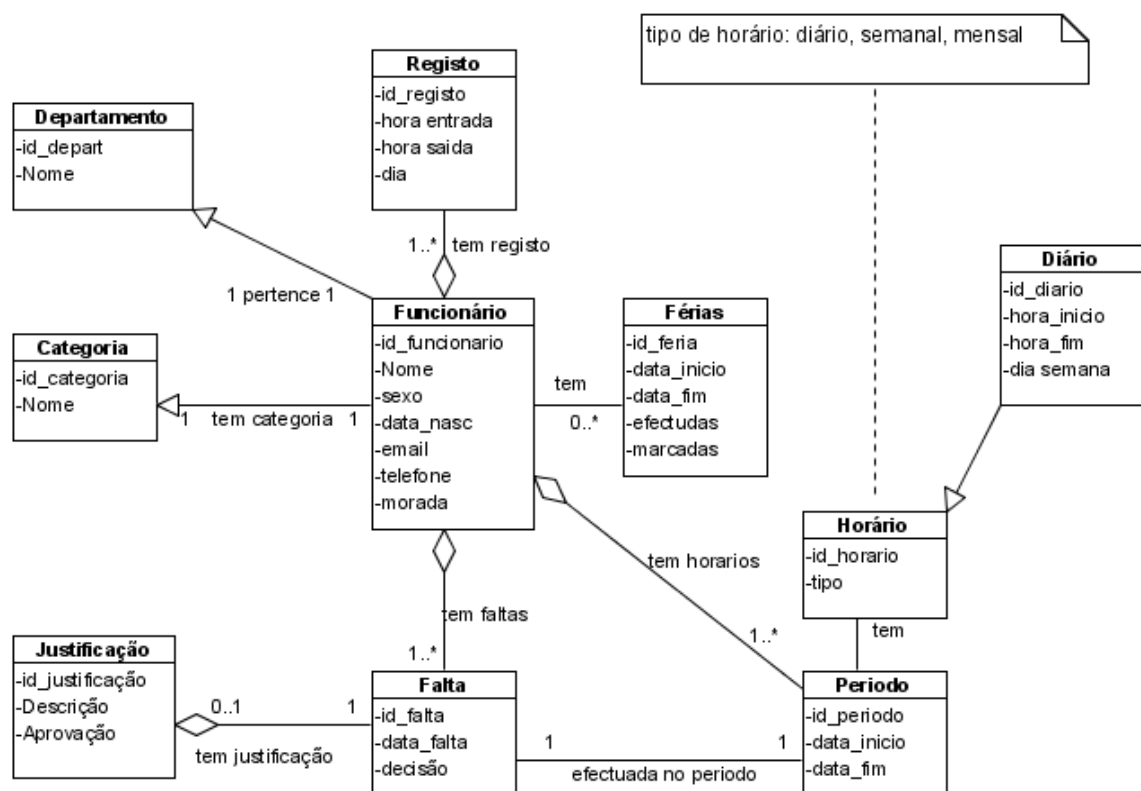 tipo de horário: diário, semanal, mensal
Registo
-id_registo
-hora entrada
-hora saida
-dia
Departamento
-id_depart
-Nome
1..* tem registo
1 pertence 1
Diário
-id_diario
-hora_inicio
-hora_fim
-dia semana
Funcionário
-id_funcionario
-Nome
-sexo
-data_nasc
-email
-telefone
-morada
Férias
-id_feria
-data_inicio
-data_fim
-efectudas
-marcadas
Categoria
-id_categoria
-Nome
tem
0..*
1 tem categoria 1
Horário
-id_horario
-tipo
tem horarios
1..*
tem
tem faltas
1..*
Justificação
-id_justificação
-Descrição
-Aprovação
0..1 1
tem justificação
Falta
-id_falta
-data_falta
-decisão
1 1
efectuada no periodo
Periodo
-id_periodo
-data_inicio
-data_fim